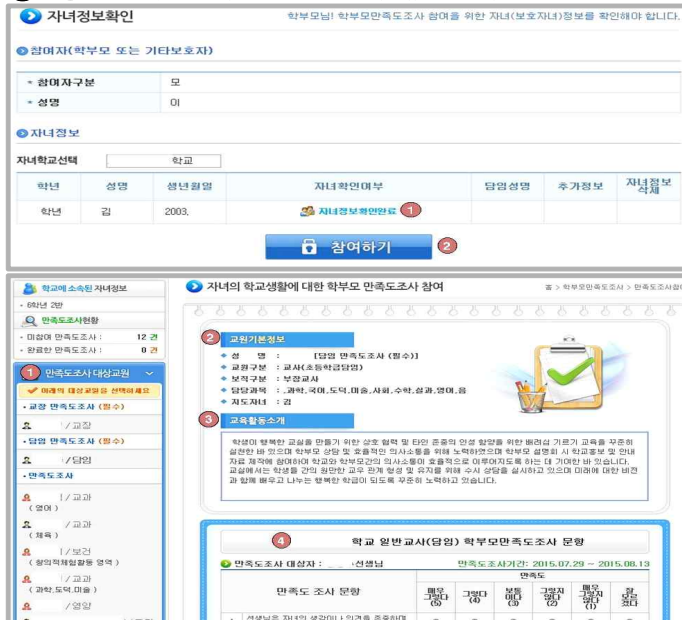 자녀정보확인
학부모님! 학부모만족도조사 참여을 위한 자녀(보호자녀)정보를 확인해야 합니다.
참여자(학부모 또는 기타보호자)
참여자구분 모
성명 이
자녀정보
자녀학교선택 학교
학년 성명 생년월일 자녀확인여부 담임성명 추가정보 자녀정보 삭제
학년 김 2003. 자녀정보확인완료 1
참여하기 2
학교에 소속된 자녀정보
- 6학년 2반
만족도조사현황
- 미참여 만족도조사 : 12 건
- 완료한 만족도조사 : 0 건
1 만족도조사 대상교원
아래의 대상교원을 선택하세요
교장 만족도조사 (필수)
/ 교장
담임 만족도조사 (필수)
/ 담임
만족도조사
/ 교과
( 영어 )
/ 교과
( 체육 )
/ 보건
( 창의적체험활동 영역 )
/ 교과
( 과학,도덕,미술 )
/ 영양
자녀의 학교생활에 대한 학부모 만족도조사 참여
홈 > 학부모만족도조사 > 만족도조사참여
2 교원기본정보
성 명 : [담임 만족도조사 (필수)]
교원구분 : 교사(초등학급담임)
보직구분 : 부장교사
담당과목 : .과학,국어,도덕,미술,사회,수학,실과,영어,음
지도자녀 : 김
3 교육활동소개
학생이 행복한 교실을 만들기 위한 상호 협력 및 타인 존중의 인성 함양을 위한 배려심 기르기 교육을 꾸준히
실천한 바 있으며 학부모 상담 및 효율적인 의사소통을 위해 노력하였으며 학부모 설명회 시 학교홍보 및 안내
자료 제작에 참여하여 학교와 학부모간의 의사소통이 효율적으로 이루어지도록 하는 데 기여한 바 있습니다.
교실에서는 학생들 간의 원만한 교우 관계 형성 및 유지를 위해 수시 상담을 실시하고 있으며 미래에 대한 비전
과 함께 배우고 나누는 행복한 학급이 되도록 꾸준히 노력하고 있습니다.
4 학교 일반교사(담임) 학부모만족도조사 문항
만족도조사 대상자 : 선생님 만족도조사기간: 2015.07.29 ~ 2015.08.13
만족도
만족도 조사 문항 매우 그렇다 (5) 그렇다 (4) 보통 이다 (3) 그렇지 않다 (2) 매우 그렇지 않다 (1) 잘 모르 겠다
선생님은 자녀의 생각이나 의견을 존중하며